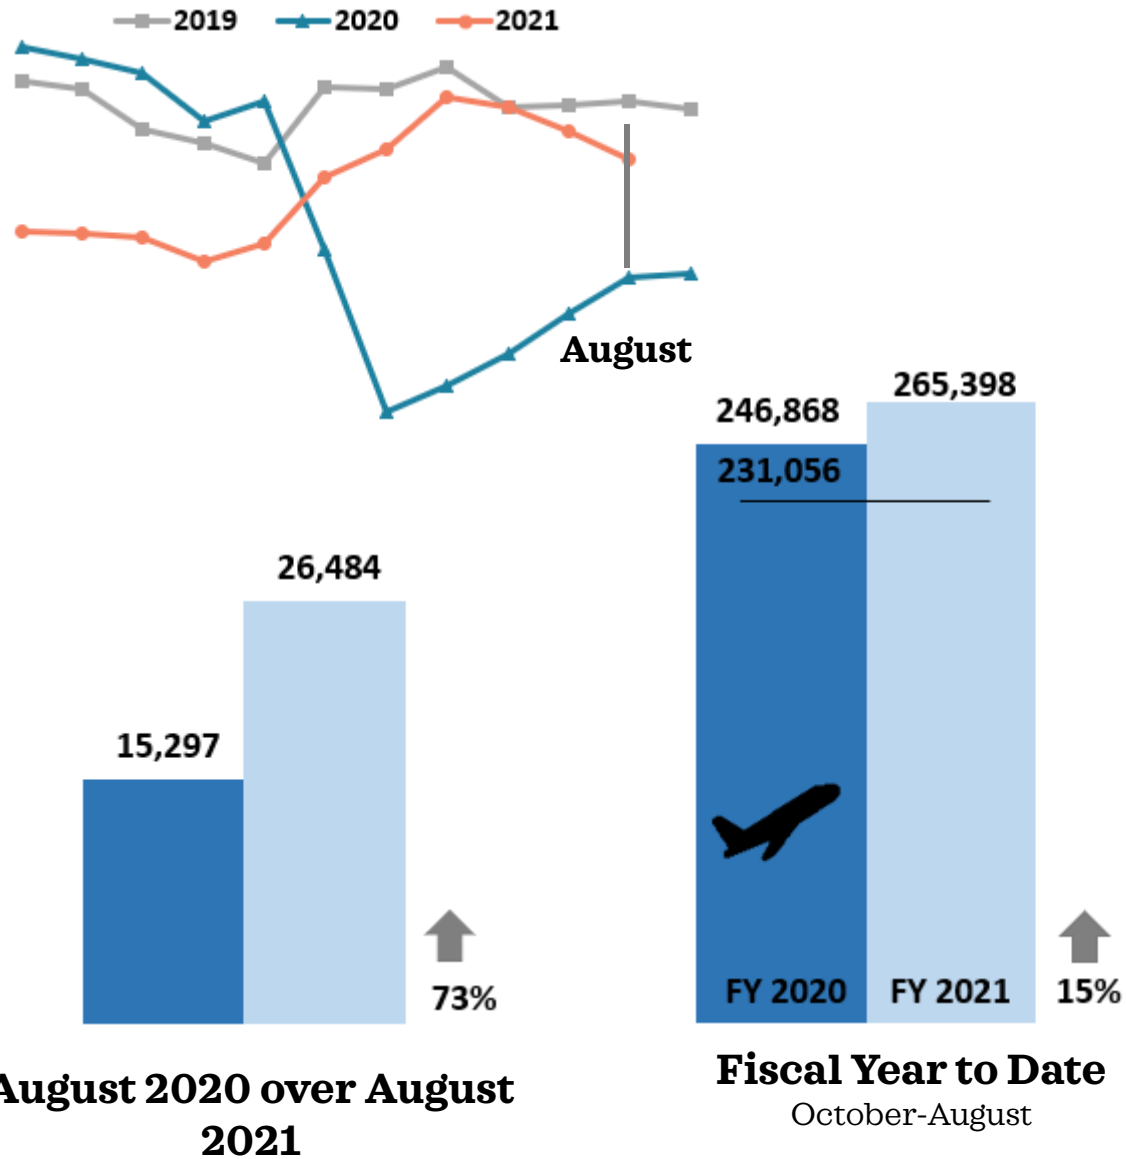 2019 2020 2021
August
246,868 265,398
231,056
26,484
15,297
73%
FY 2020 FY 2021 15%
August 2020 over August
2021
Fiscal Year to Date
October-August